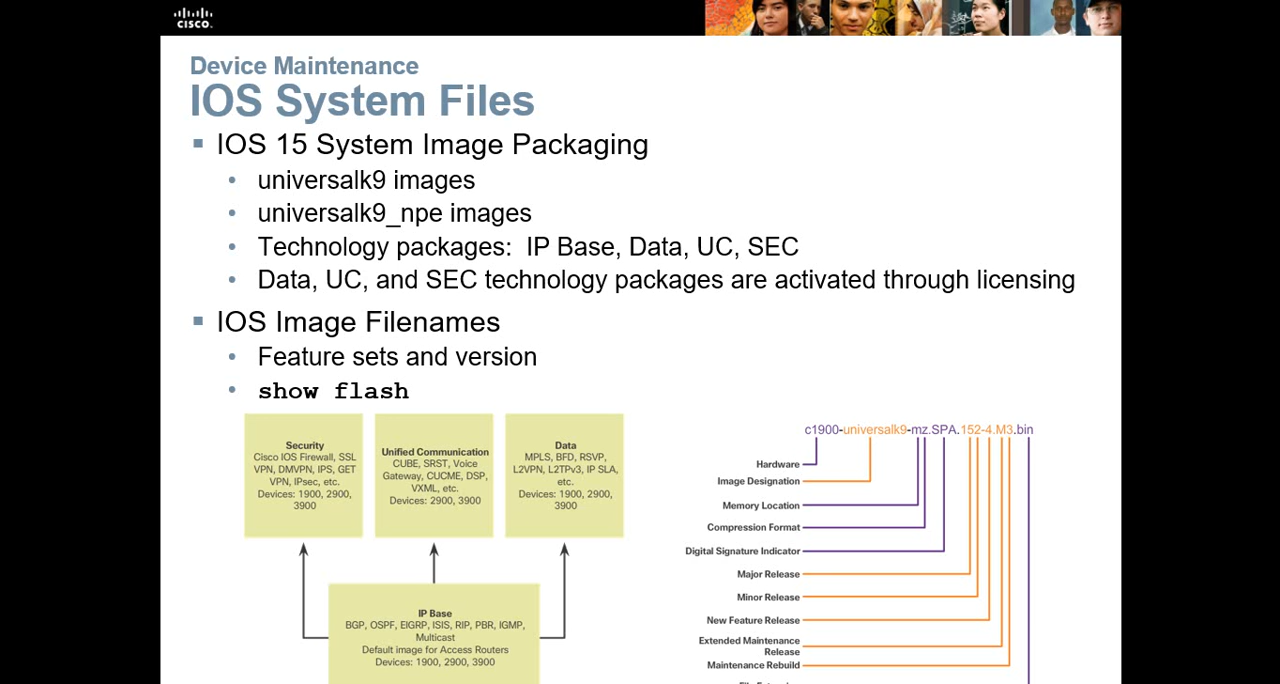 CISCO.
Device Maintenance
IOS System Files
IOS 15 System Image Packaging
universalk9 images
universalk9_npe images
Technology packages: IP Base, Data, UC, SEC
Data, UC, and SEC technology packages are activated through licensing
IOS Image Filenames
Feature sets and version
show flash
Security
Cisco IOS Firewall, SSL
VPN, DMVPN, IPS, GET
VPN, IPsec, etc.
Devices: 1900, 2900,
3900
Unified Communication
CUBE, SRST, Voice
Gateway, CUCME, DSP,
VXML, etc.
Devices: 2900, 3900
Data
MPLS, BFD, RSVP,
L2VPN, L2TPv3, IP SLA,
etc.
Devices: 1900, 2900,
3900
IP Base
BGP, OSPF, EIGRP, ISIS, RIP, PBR, IGMP,
Multicast
Default image for Access Routers
Devices: 1900, 2900, 3900
c1900-universalk9-mz.SPA.152-4.M3.bin
Hardware
Image Designation
Memory Location
Compression Format
Digital Signature Indicator
Major Release
Minor Release
New Feature Release
Extended Maintenance
Release
Maintenance Rebuild